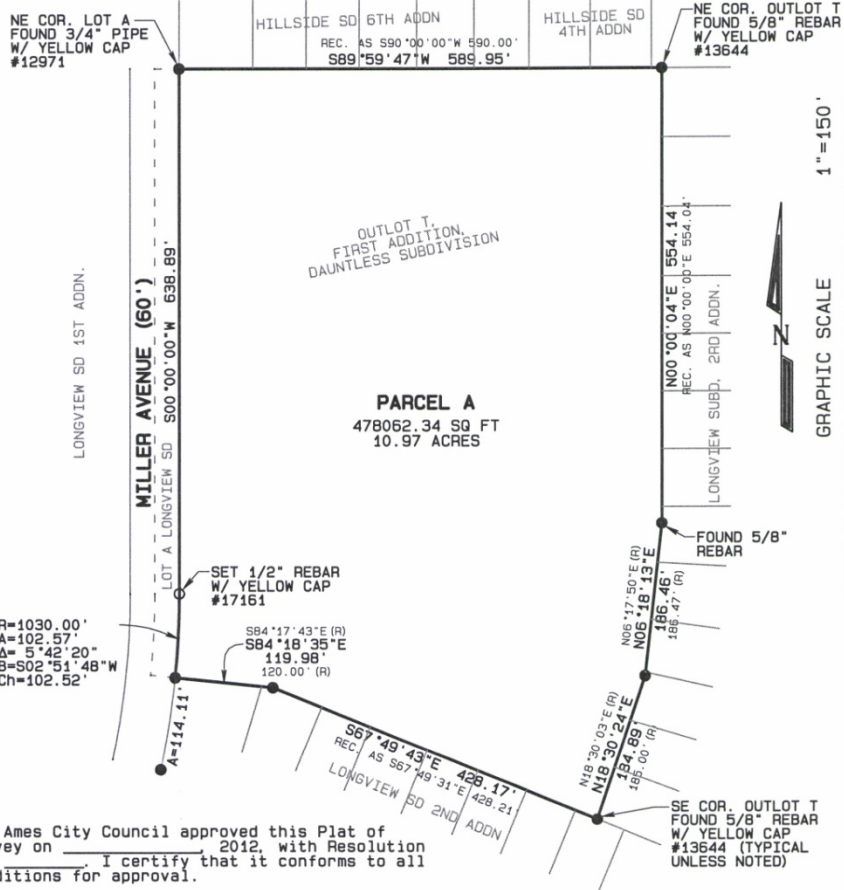 NE COR. LOT A
FOUND 3/4" PIPE
W/ YELLOW CAP
#12971
HILLSIDE SD 6TH ADDN
HILLSIDE SD
4TH ADDN
NE COR. OUTLOT T
FOUND 5/8" REBAR
W/ YELLOW CAP
#13644
REC. AS S90°00'00"W 590.00'
S89°59'47"W 589.95'
1"=150'
GRAPHIC SCALE
N
OUTLOT T,
FIRST ADDITION,
DAUNTLESS SUBDIVISION
LONGVIEW SD 1ST ADDN.
MILLER AVENUE (60')
LOT A LONGVIEW SD
S00°00'00"W 638.89'
PARCEL A
478062.34 SQ FT
10.97 ACRES
N00°00'04"E 554.14'
REC. AS N00°00'00"E 554.04'
LONGVIEW SUBD. 2RD ADDN.
FOUND 5/8"
REBAR
SET 1/2" REBAR
W/ YELLOW CAP
#17161
R=1030.00'
A=102.57'
Δ= 5°42'20"
B=S02°51'48"W
Ch=102.52'
S84°17'43"E (R)
S84°18'35"E
119.98'
120.00' (R)
A=114.11'
N06°17'50"E (R)
N06°18'13"E
186.46'
186.47' (R)
N18°30'03"E (R)
N18°30'24"E
184.89'
185.00' (R)
S67°49'43"E 428.17'
REC. AS S67°49'31"E 428.21'
LONGVIEW SD 2ND ADDN
SE COR. OUTLOT T
FOUND 5/8" REBAR
W/ YELLOW CAP
#13644 (TYPICAL
UNLESS NOTED)
Ames City Council approved this Plat of
vey on ____________, 2012, with Resolution
________. I certify that it conforms to all
ditions for approval.